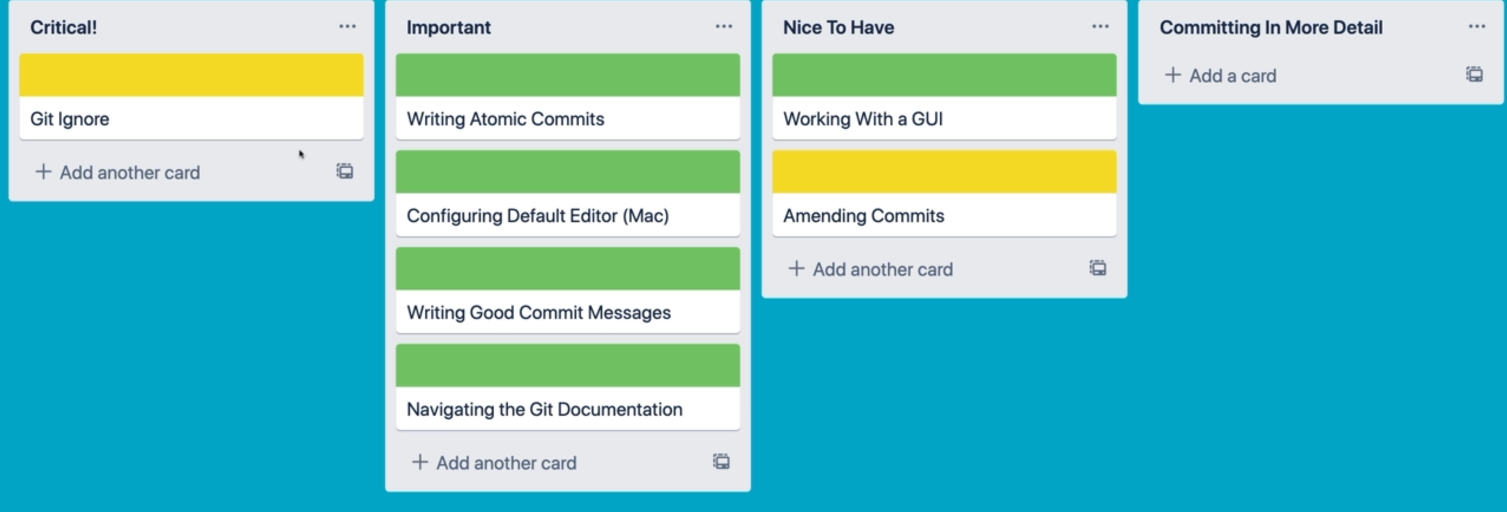 Critical!
Git Ignore
Add another card
Important
Writing Atomic Commits
Configuring Default Editor (Mac)
Writing Good Commit Messages
Navigating the Git Documentation
Add another card
Nice To Have
Working With a GUI
Amending Commits
Add another card
Committing In More Detail
Add a card